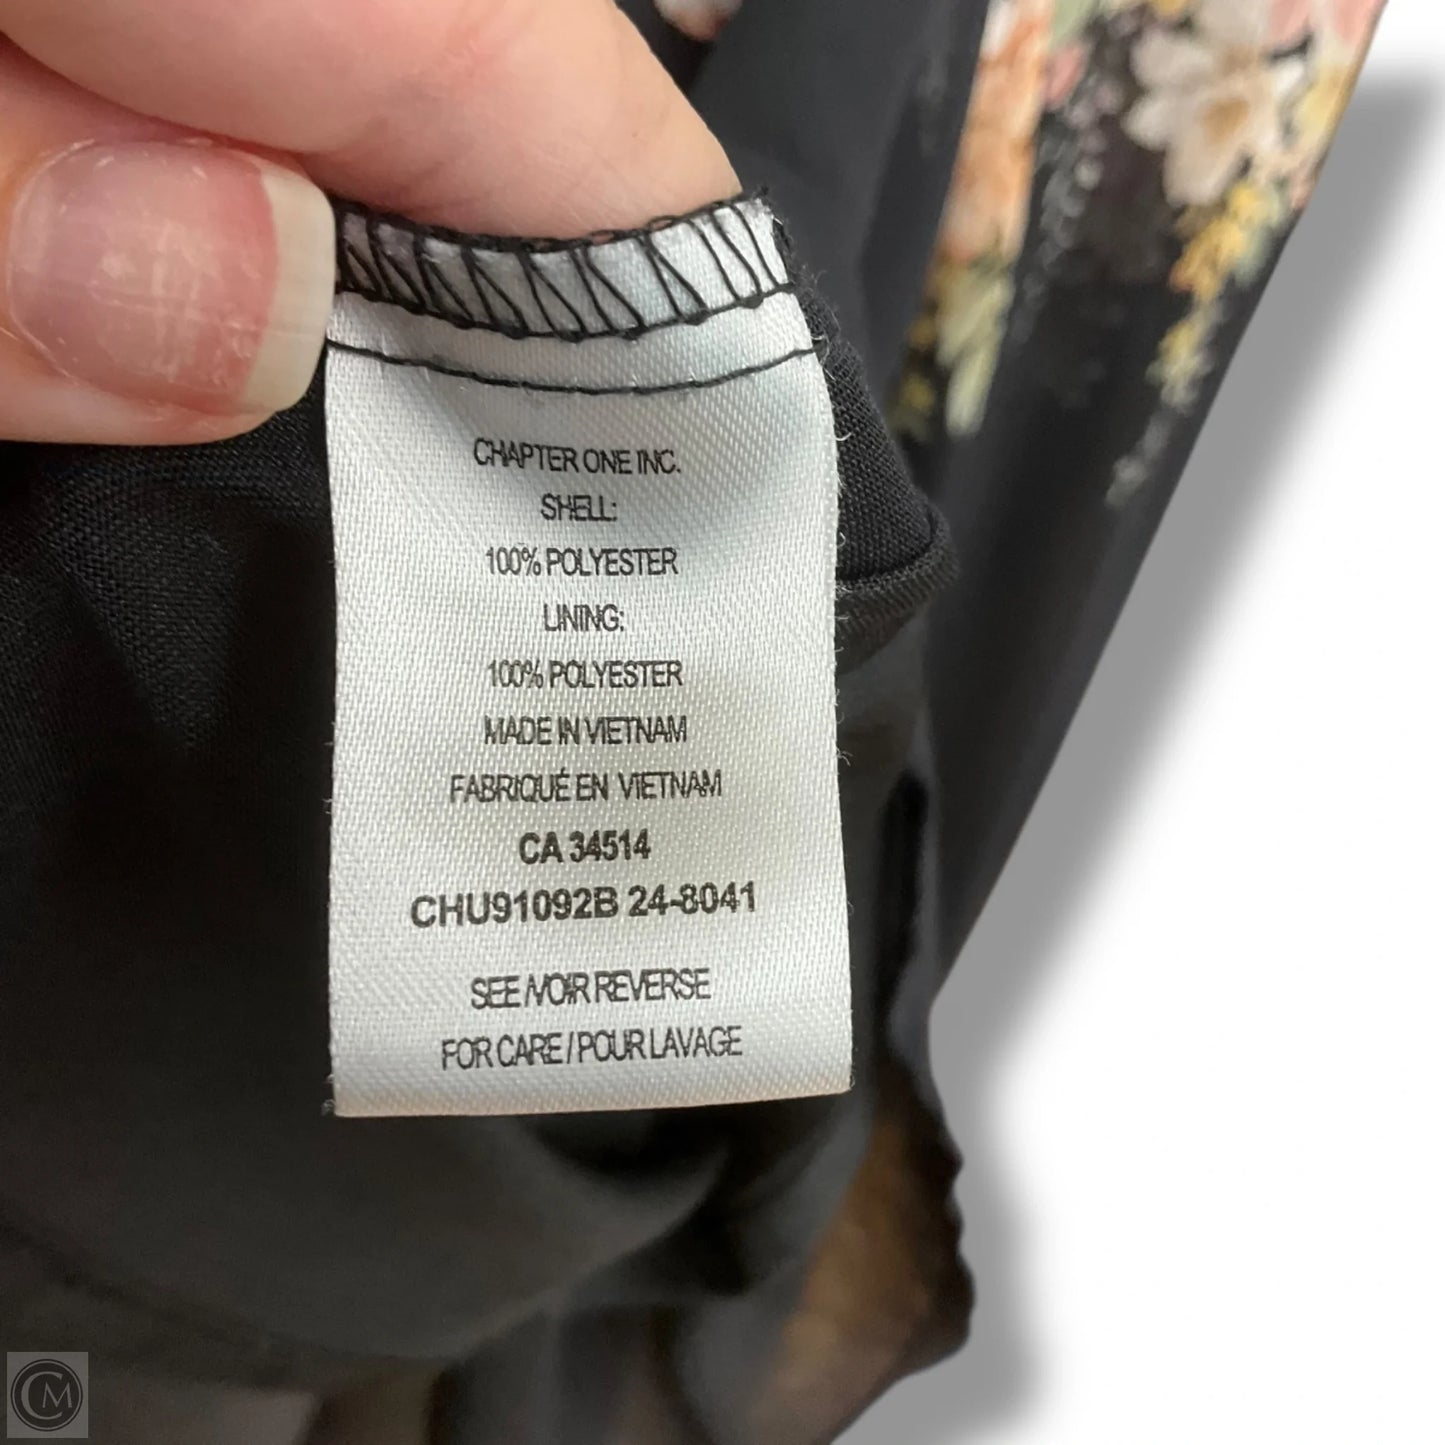 CHAPTER ONE INC.
SHELL:
100% POLYESTER
LINING:
100% POLYESTER
MADE IN VIETNAM
FABRIQUÉ EN VIETNAM
CA 34514
CHU91092B 24-8041
SEE /VOIR REVERSE
FOR CARE / POUR LAVAGE
CM